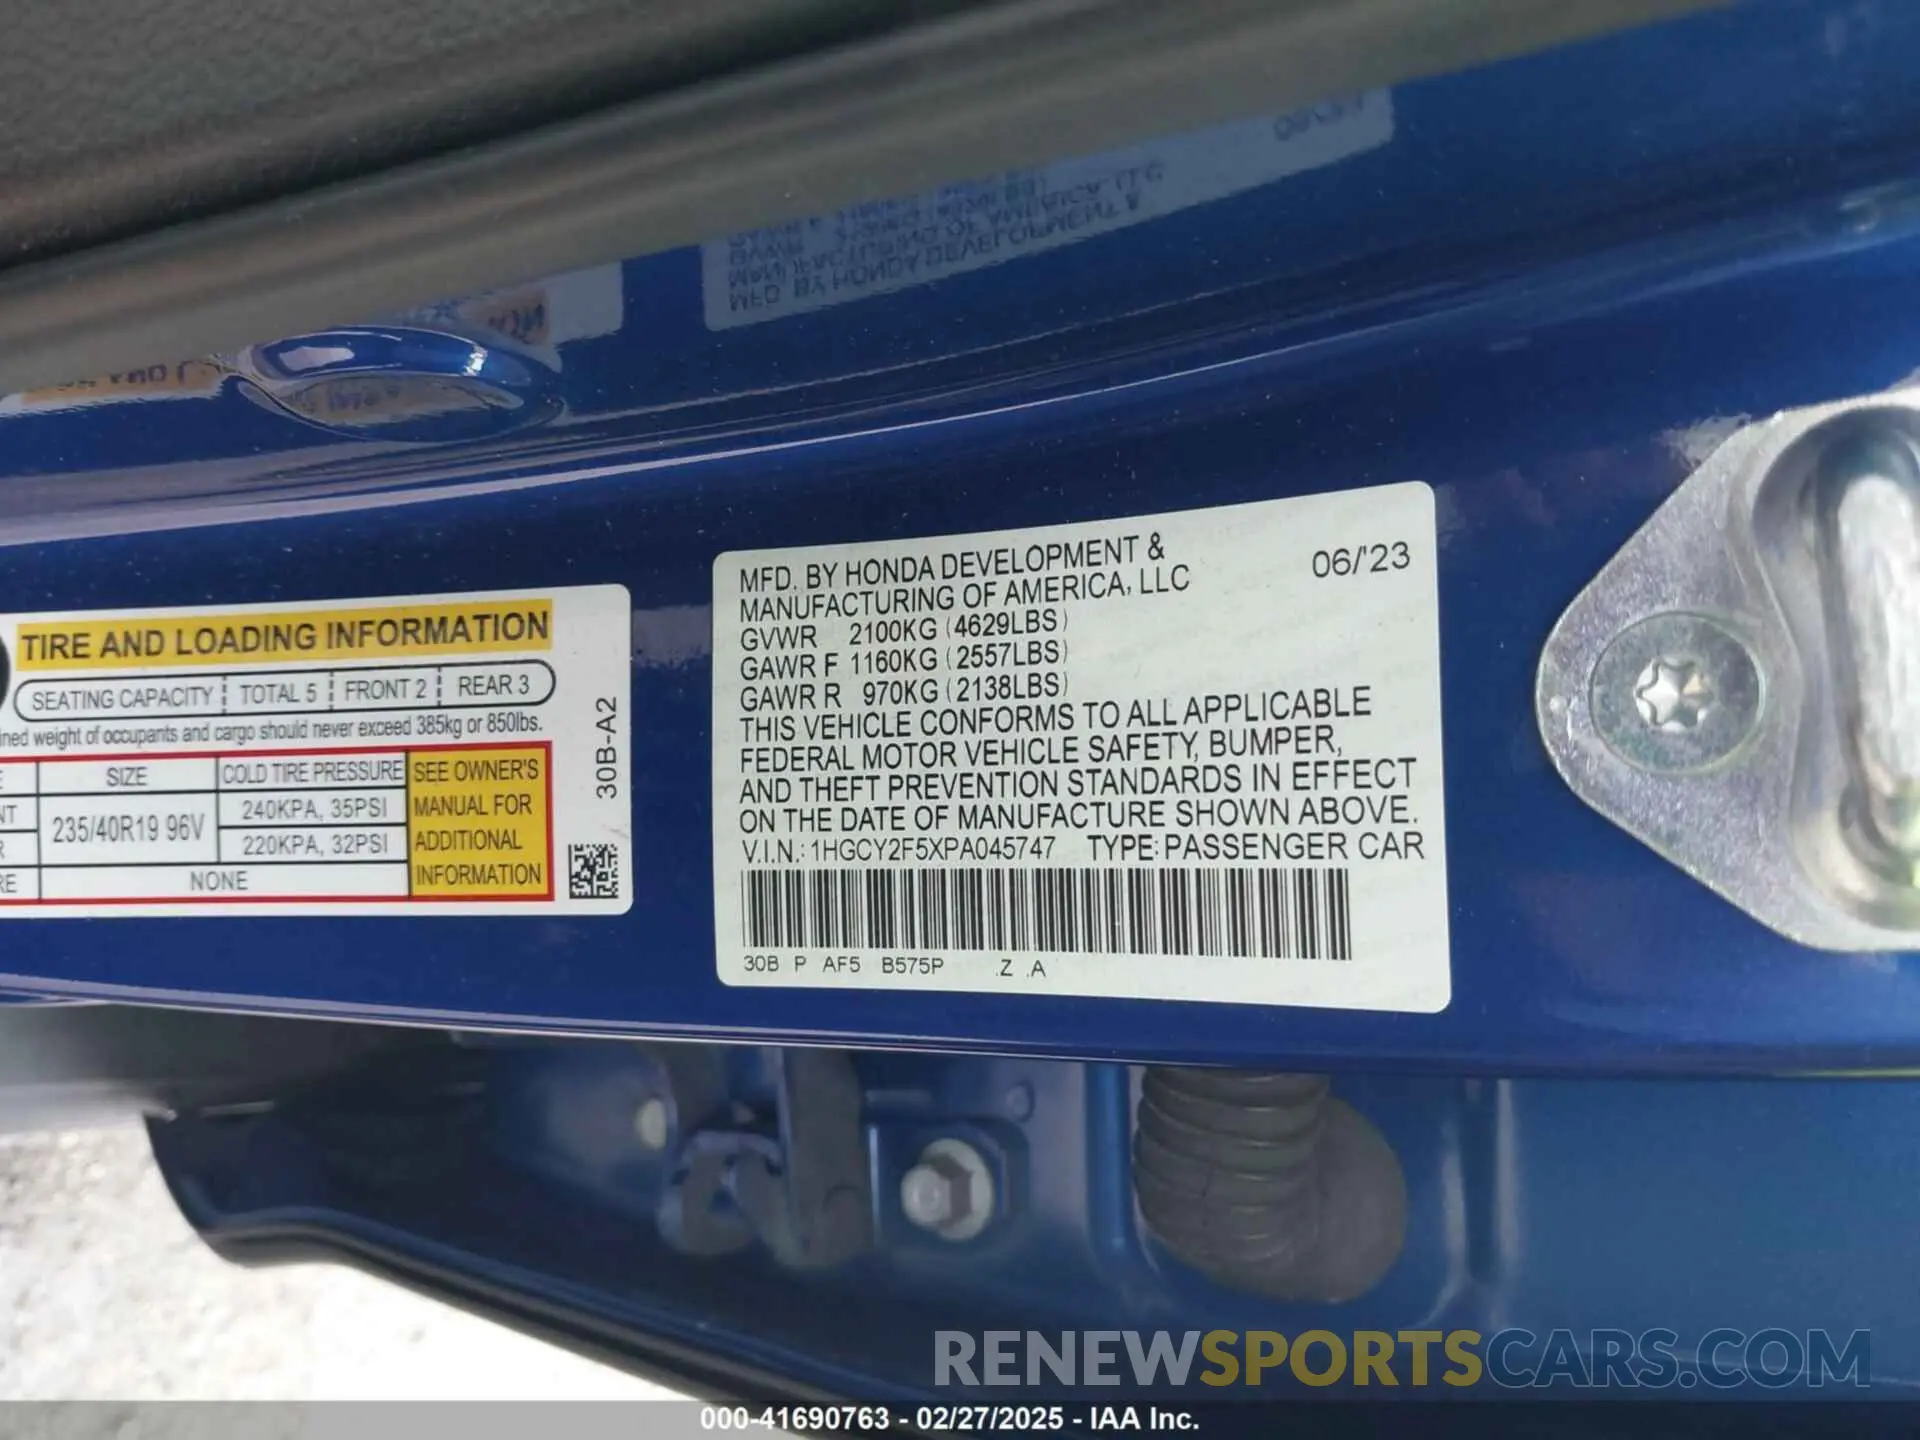 TIRE AND LOADING INFORMATION
SEATING CAPACITY TOTAL 5 FRONT 2 REAR 3
weight of occupants and cargo should never exceed 385kg or 850lbs.
SIZE COLD TIRE PRESSURE SEE OWNER'S
235/40R19 96V 240KPA, 35PSI MANUAL FOR
220KPA, 32PSI ADDITIONAL
NONE INFORMATION
30B-A2
MFD. BY HONDA DEVELOPMENT & 06/'23
MANUFACTURING OF AMERICA, LLC
GVWR 2100KG (4629LBS)
GAWR F 1160KG (2557LBS)
GAWR R 970KG (2138LBS)
THIS VEHICLE CONFORMS TO ALL APPLICABLE
FEDERAL MOTOR VEHICLE SAFETY, BUMPER,
AND THEFT PREVENTION STANDARDS IN EFFECT
ON THE DATE OF MANUFACTURE SHOWN ABOVE.
V.I.N.: 1HGCY2F5XPA045747 TYPE: PASSENGER CAR
30B P AF5 B575P .Z .A
RENEWSPORTSCARS.COM
000-41690763 - 02/27/2025 - IAA Inc.